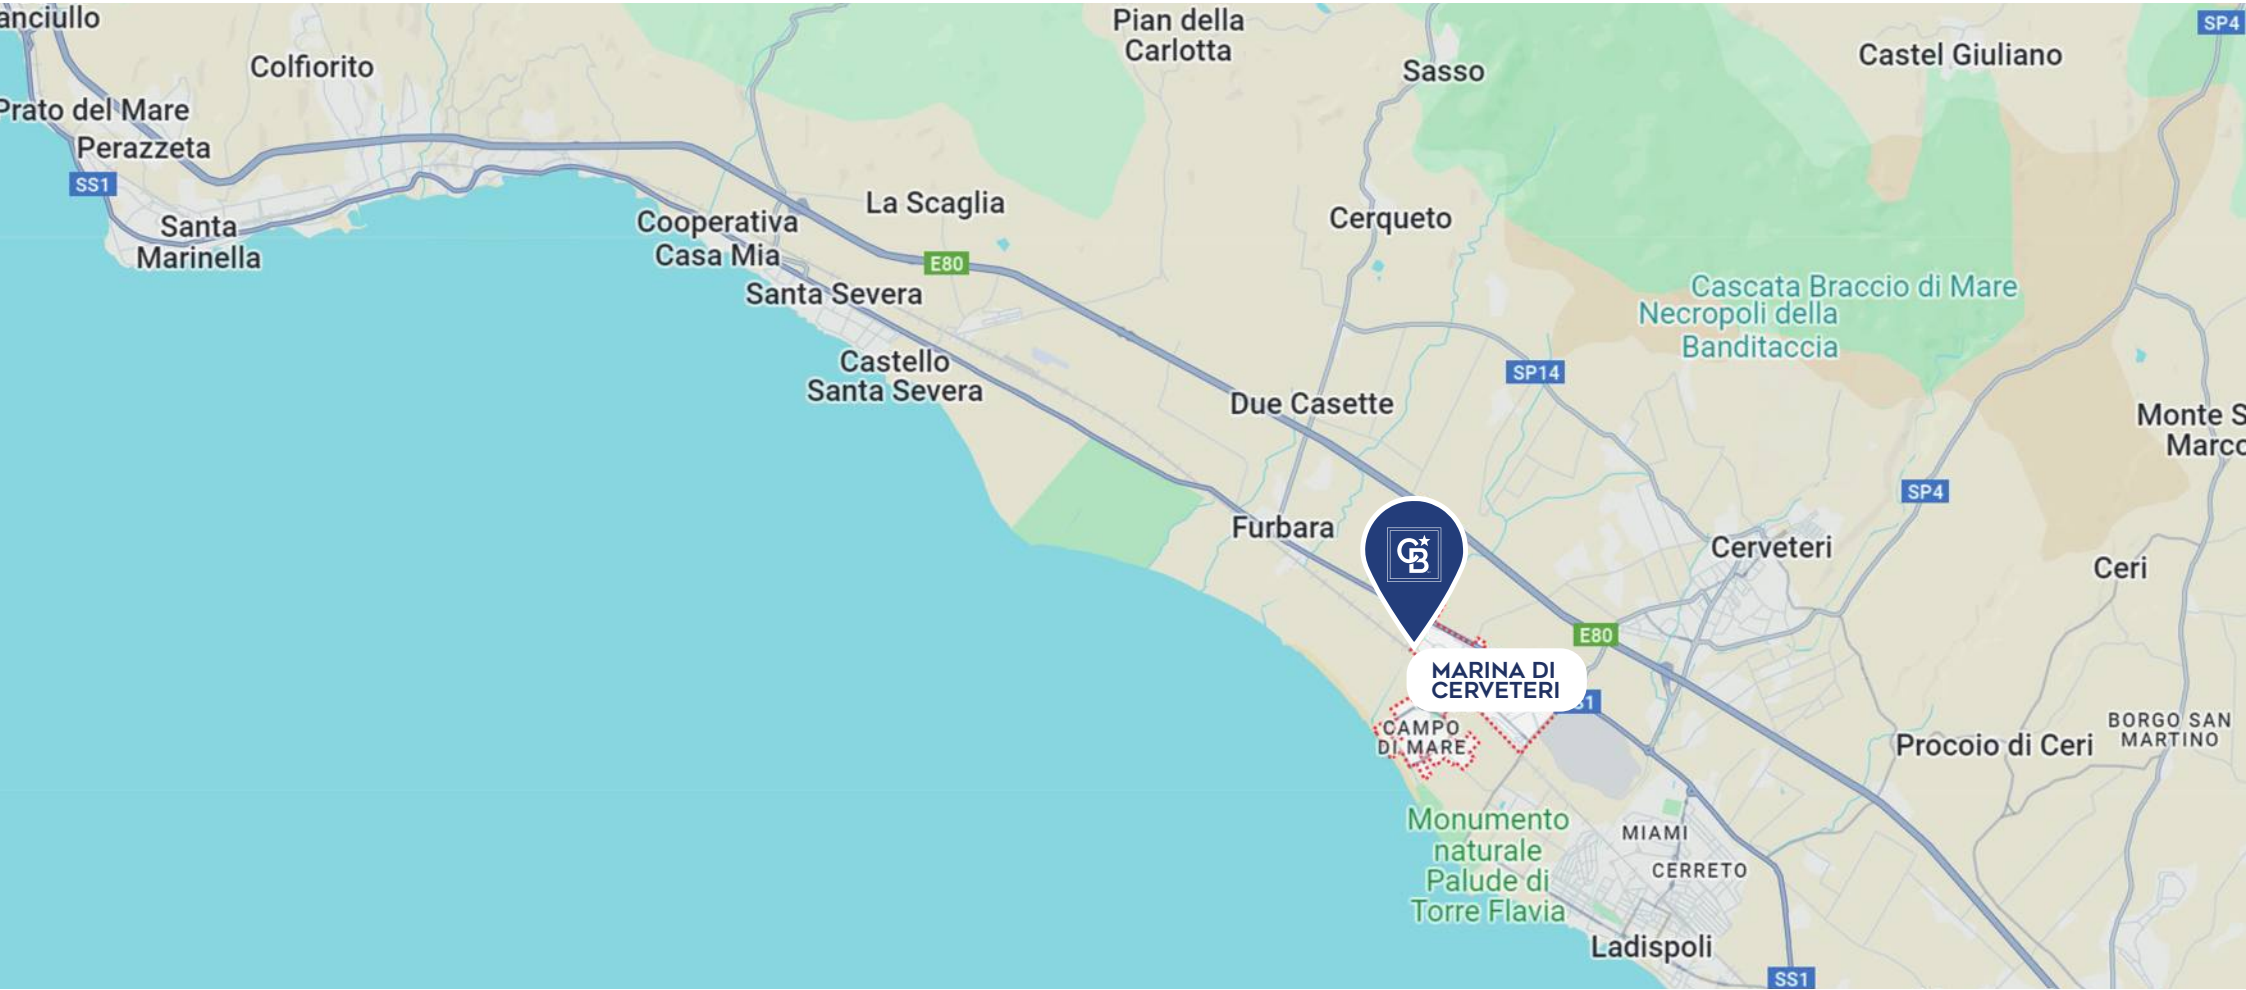 anciullo
Pian della
Carlotta
SP4
Colfiorito
Sasso
Castel Giuliano
Prato del Mare
Perazzeta
SS1
La Scaglia
Santa
Marinella
Cooperativa
Casa Mia
Cerqueto
E80
Santa Severa
Cascata Braccio di Mare
Necropoli della
Banditaccia
Castello
Santa Severa
SP14
Due Casette
Monte S
Marco
SP4
Furbara
CB
Cerveteri
Ceri
E80
MARINA DI
CERVETERI
S1
CAMPO
DI MARE
Procoio di Ceri
BORGO SAN
MARTINO
Monumento
naturale
Palude di
Torre Flavia
MIAMI
CERRETO
Ladispoli
SS1